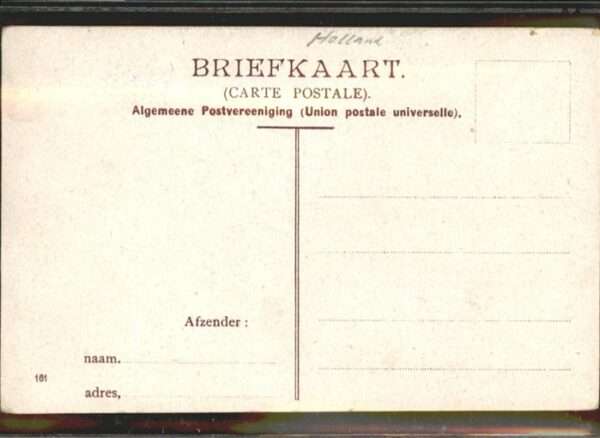 Holland
BRIEFKAART.
(CARTE POSTALE).
Algemeene Postvereeniging (Union postale universelle).
Afzender :
naam.
161
adres,